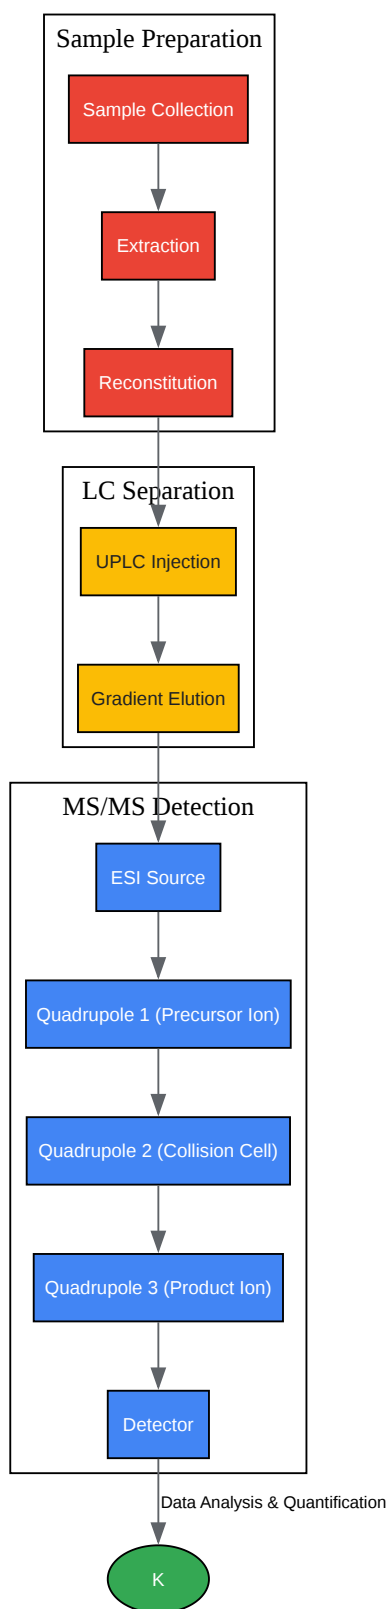 Sample Preparation
Sample Collection
Extraction
Reconstitution
LC Separation
UPLC Injection
Gradient Elution
MS/MS Detection
ESI Source
Quadrupole 1 (Precursor Ion)
Quadrupole 2 (Collision Cell)
Quadrupole 3 (Product Ion)
Detector
Data Analysis & Quantification
K